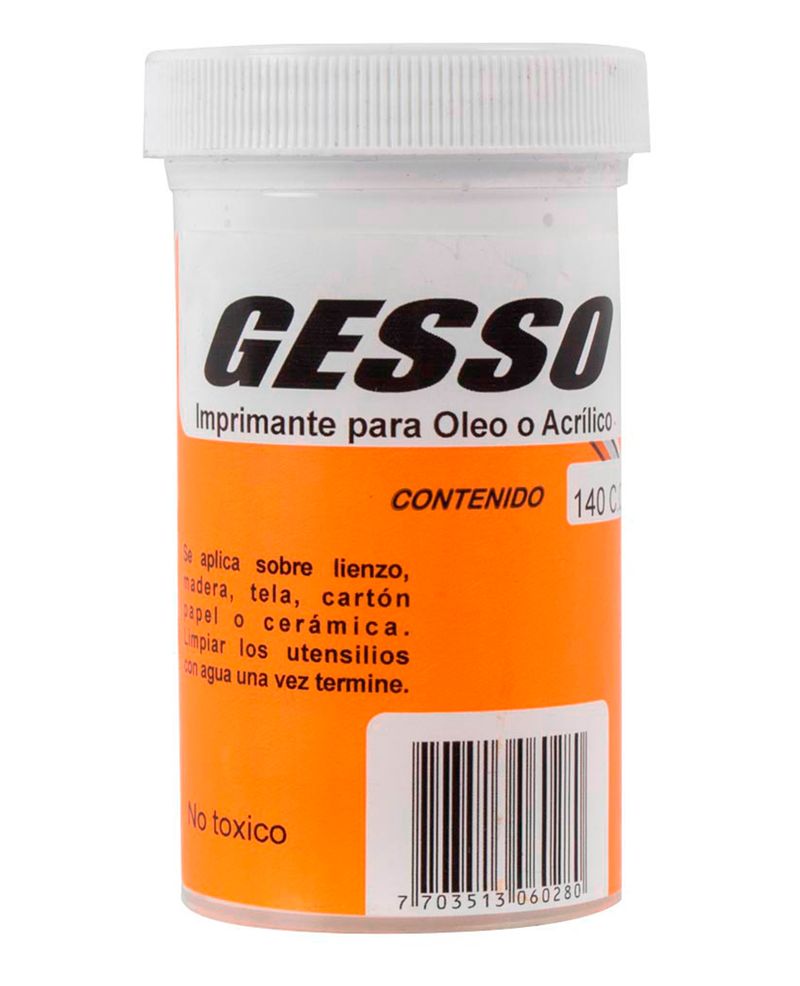 GESSO
Imprimante para Oleo o Acrílico
CONTENIDO
140 C.C
Se aplica sobre lienzo,
madera, tela, cartón
papel o cerámica.
Limpiar los utensilios
con agua una vez termine.
No toxico
7 703513 060280